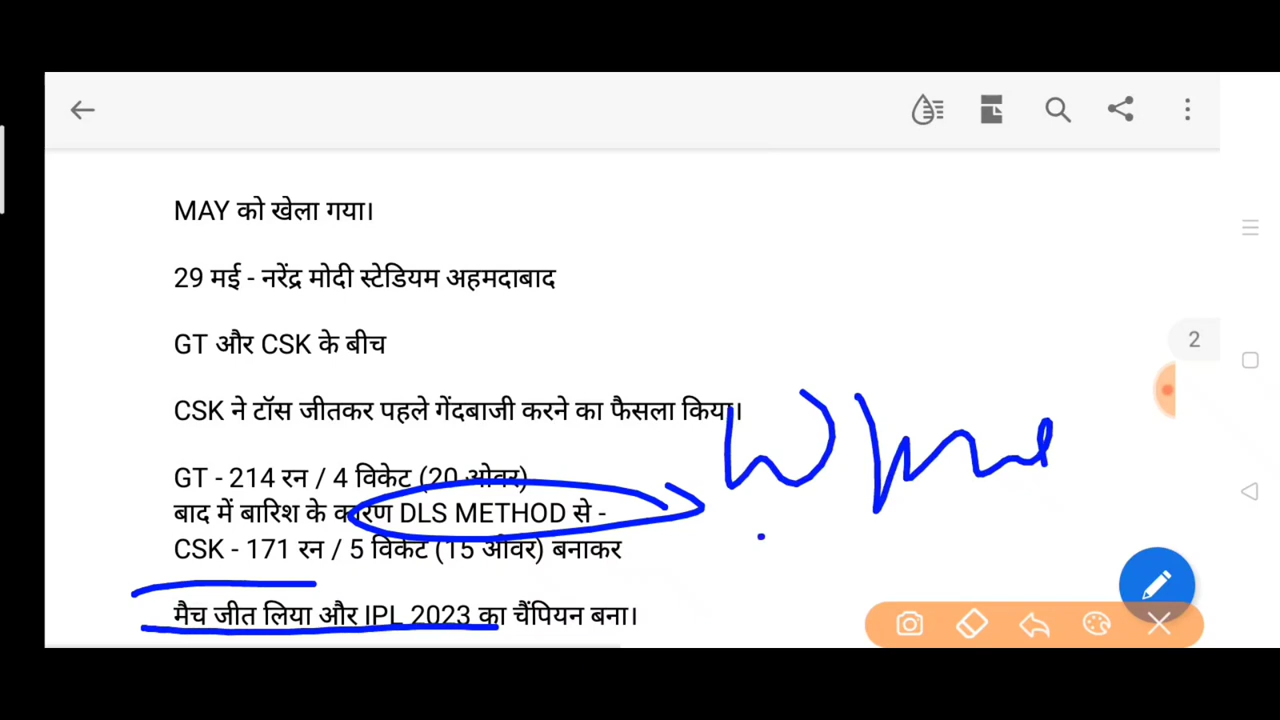 MAY को खेला गया।
29 मई - नरेंद्र मोदी स्टेडियम अहमदाबाद
2
GT और CSK के बीच
CSK ने टॉस जीतकर पहले गेंदबाजी करने का फैसला किया।
GT - 214 रन / 4 विकेट (20 ओवर)
बाद में बारिश के कारण DLS METHOD से -
CSK - 171 रन / 5 विकेट (15 ओवर) बनाकर
मैच जीत लिया और IPL 2023 का चैंपियन बना।